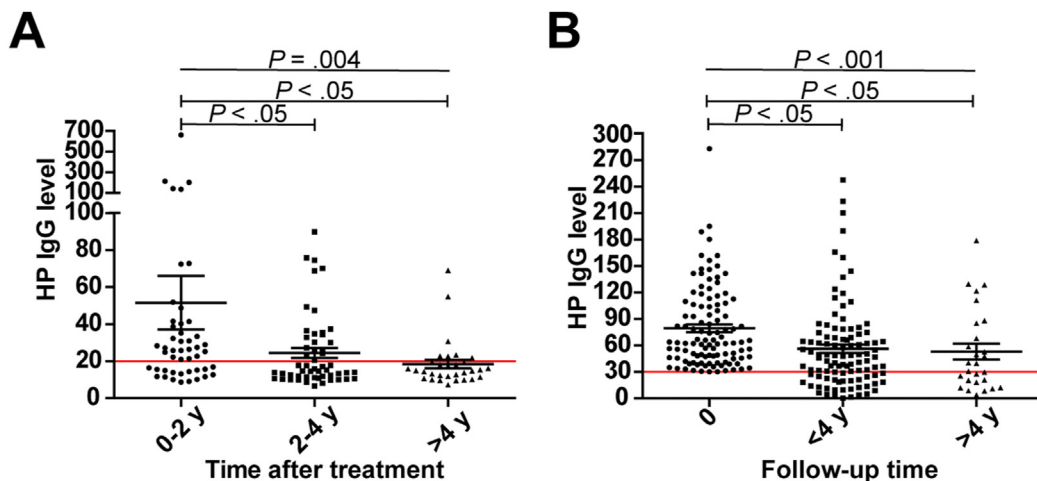 A
P = .004
P < .05
P < .05
700
500
300
100
100
80
60
40
20
0
HP IgG level
0-2 y
2-4 y
>4 y
Time after treatment
B
P < .001
P < .05
P < .05
300
270
240
210
180
150
120
90
60
30
0
HP IgG level
0
<4 y
>4 y
Follow-up time